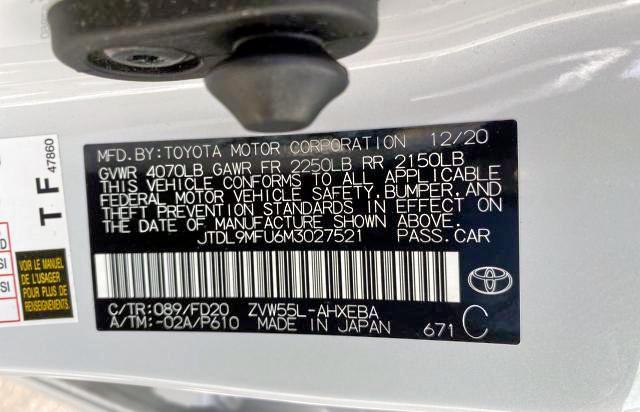 MFD.BY:TOYOTA MOTOR CORPORATION 12/20
GVWR 4070LB GAWR FR 2250LB RR 2150LB
THIS VEHICLE CONFORMS TO ALL APPLICABLE
FEDERAL MOTOR VEHICLE SAFETY, BUMPER, AND
THEFT PREVENTION STANDARDS IN EFFECT ON
THE DATE OF MANUFACTURE SHOWN ABOVE.
JTDL9MFU6M3027521 PASS.CAR
C/TR:089/FD20 ZVW55L-AHXEBA
A/TM:-02A/P610 MADE IN JAPAN 671 C
T F 47860
VOIR LE MANUEL
DE L'USAGER
POUR PLUS DE
RENSEIGNEMENTS
SI
SI